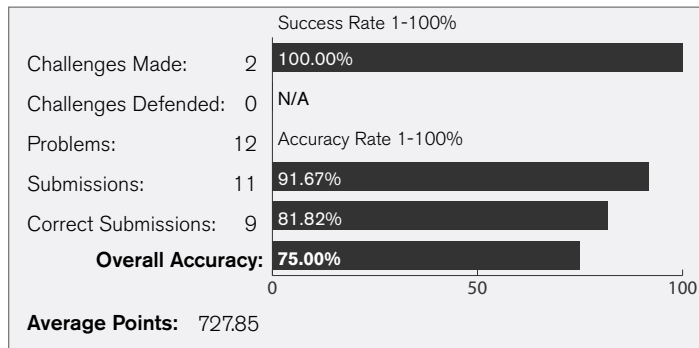 Success Rate 1-100%
Challenges Made: 2 100.00%
Challenges Defended: 0 N/A
Problems: 12 Accuracy Rate 1-100%
Submissions: 11 91.67%
Correct Submissions: 9 81.82%
Overall Accuracy: 75.00%
0 50 100
Average Points: 727.85